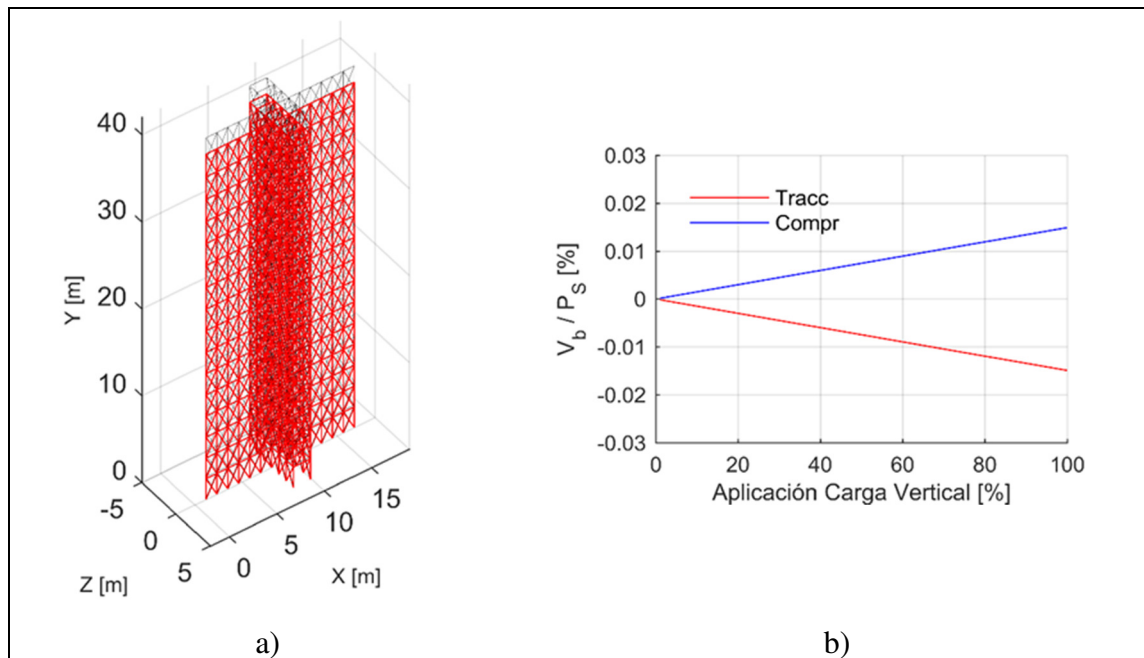 40
30
20
10
0
-5
0
5
0
5
10
15
Y [m]
Z [m]
X [m]
a)
0.03
0.02
0.01
0
-0.01
-0.02
-0.03
V_b / P_S [%]
Tracc
Compr
0 20 40 60 80 100
Aplicación Carga Vertical [%]
b)